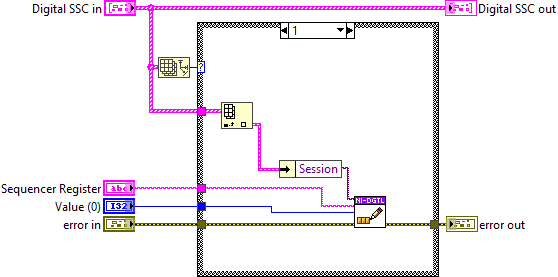 Digital SSC in
Digital SSC out
1
?
Session
Sequencer Register
abc
NI-DGTL
Value (0)
I32
error in
error out